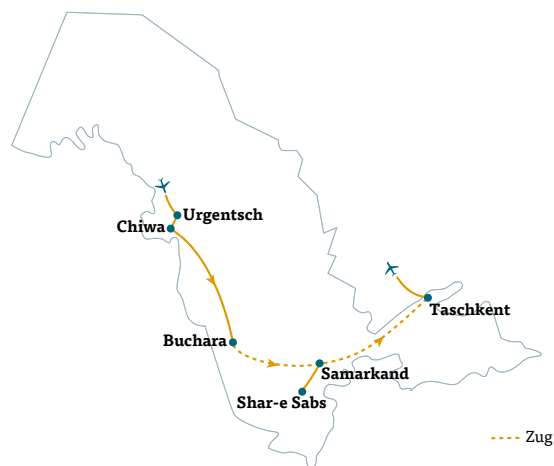 Urgentsch
Chiwa
Taschkent
Buchara
Samarkand
Shar-e Sabs
Zug